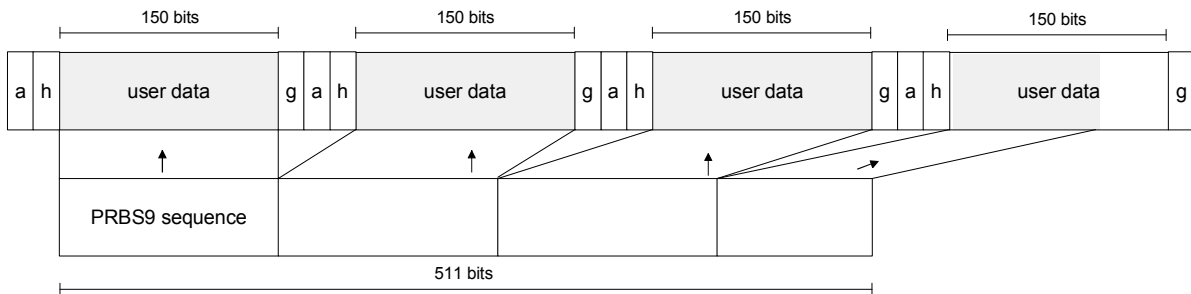 150 bits 150 bits 150 bits 150 bits
a h user data g a h user data g a h user data g a h user data g
PRBS9 sequence
511 bits